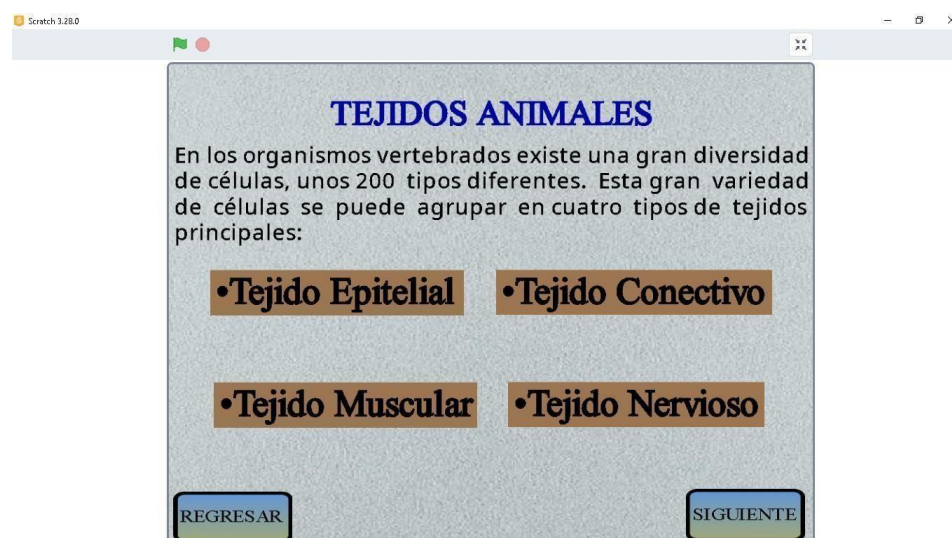 Scratch 3.28.0
TEJIDOS ANIMALES
En los organismos vertebrados existe una gran diversidad
de células, unos 200 tipos diferentes. Esta gran variedad
de células se puede agrupar en cuatro tipos de tejidos
principales:
•Tejido Epitelial
•Tejido Conectivo
•Tejido Muscular
•Tejido Nervioso
REGRESAR
SIGUIENTE